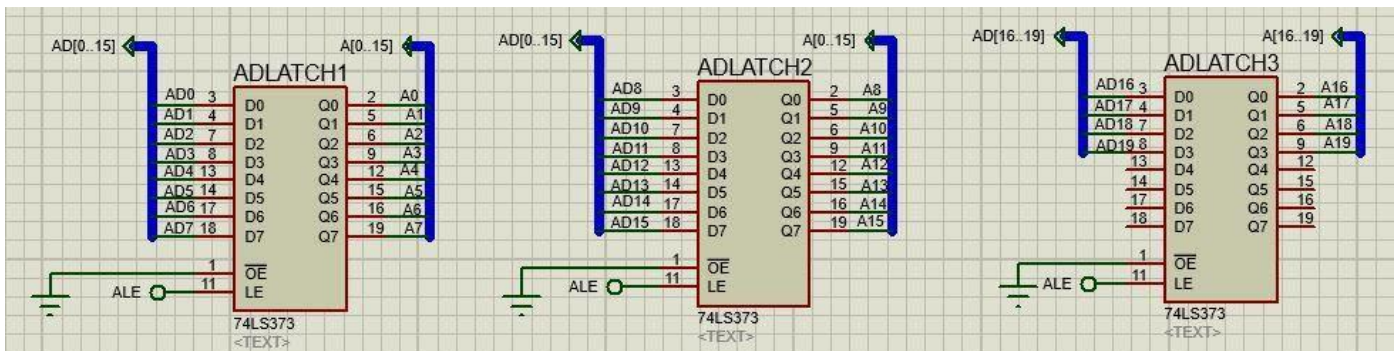 AD[0..15] A[0..15]
ADLATCH1
AD0 3 D0 Q0 2 A0
AD1 4 D1 Q1 5 A1
AD2 7 D2 Q2 6 A2
AD3 8 D3 Q3 9 A3
AD4 13 D4 Q4 12 A4
AD5 14 D5 Q5 15 A5
AD6 17 D6 Q6 16 A6
AD7 18 D7 Q7 19 A7
1 OE
ALE 11 LE
74LS373
<TEXT>
AD[0..15] A[0..15]
ADLATCH2
AD8 3 D0 Q0 2 A8
AD9 4 D1 Q1 5 A9
AD10 7 D2 Q2 6 A10
AD11 8 D3 Q3 9 A11
AD12 13 D4 Q4 12 A12
AD13 14 D5 Q5 15 A13
AD14 17 D6 Q6 16 A14
AD15 18 D7 Q7 19 A15
1 OE
ALE 11 LE
74LS373
<TEXT>
AD[16..19] A[16..19]
ADLATCH3
AD16 3 D0 Q0 2 A16
AD17 4 D1 Q1 5 A17
AD18 7 D2 Q2 6 A18
AD19 8 D3 Q3 9 A19
13 D4 Q4 12
14 D5 Q5 15
17 D6 Q6 16
18 D7 Q7 19
1 OE
ALE 11 LE
74LS373
<TEXT>